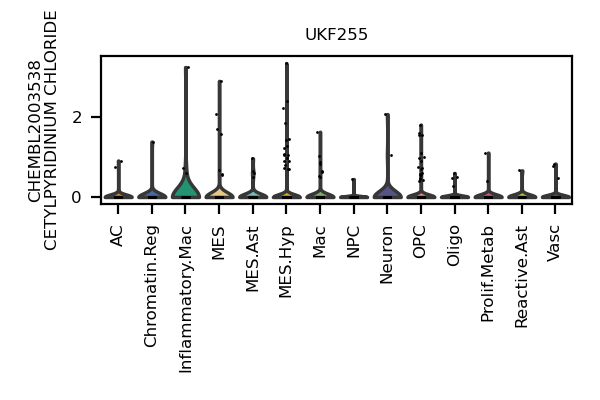 UKF255
CHEMBL2003538
CETYLPYRIDINIUM CHLORIDE
2
0
AC
Chromatin.Reg
Inflammatory.Mac
MES
MES.Ast
MES.Hyp
Mac
NPC
Neuron
OPC
Oligo
Prolif.Metab
Reactive.Ast
Vasc